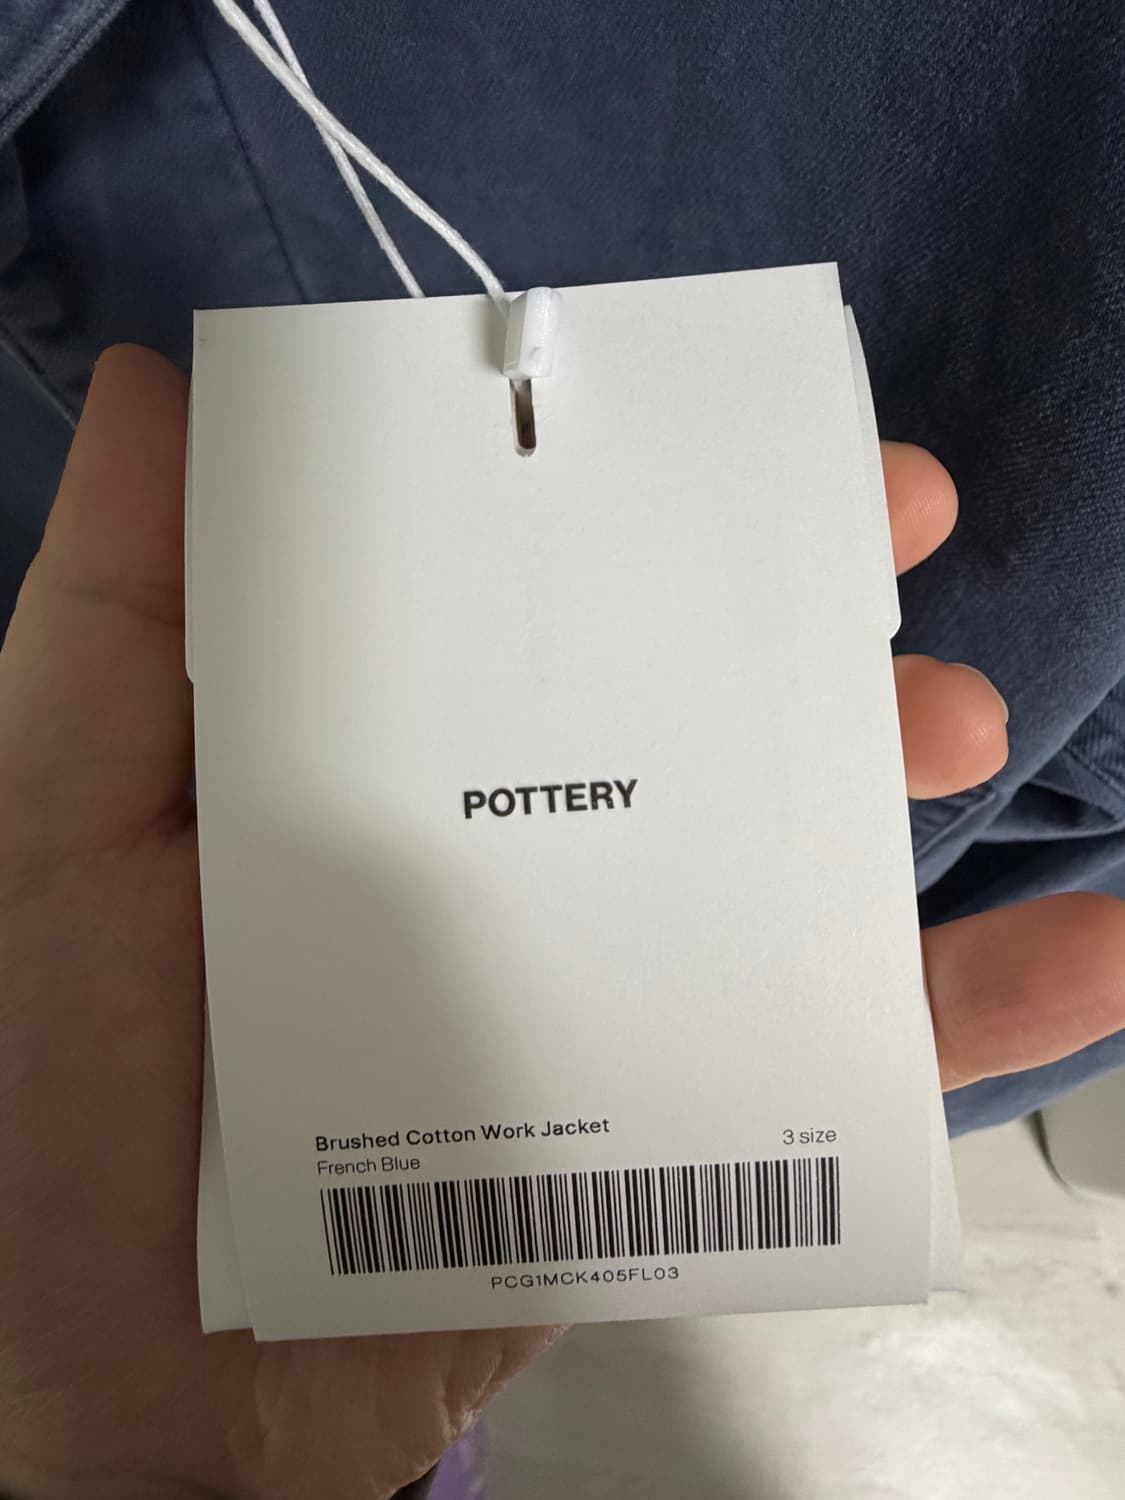 POTTERY
Brushed Cotton Work Jacket
3 size
French Blue
PCG1MCK405FL03